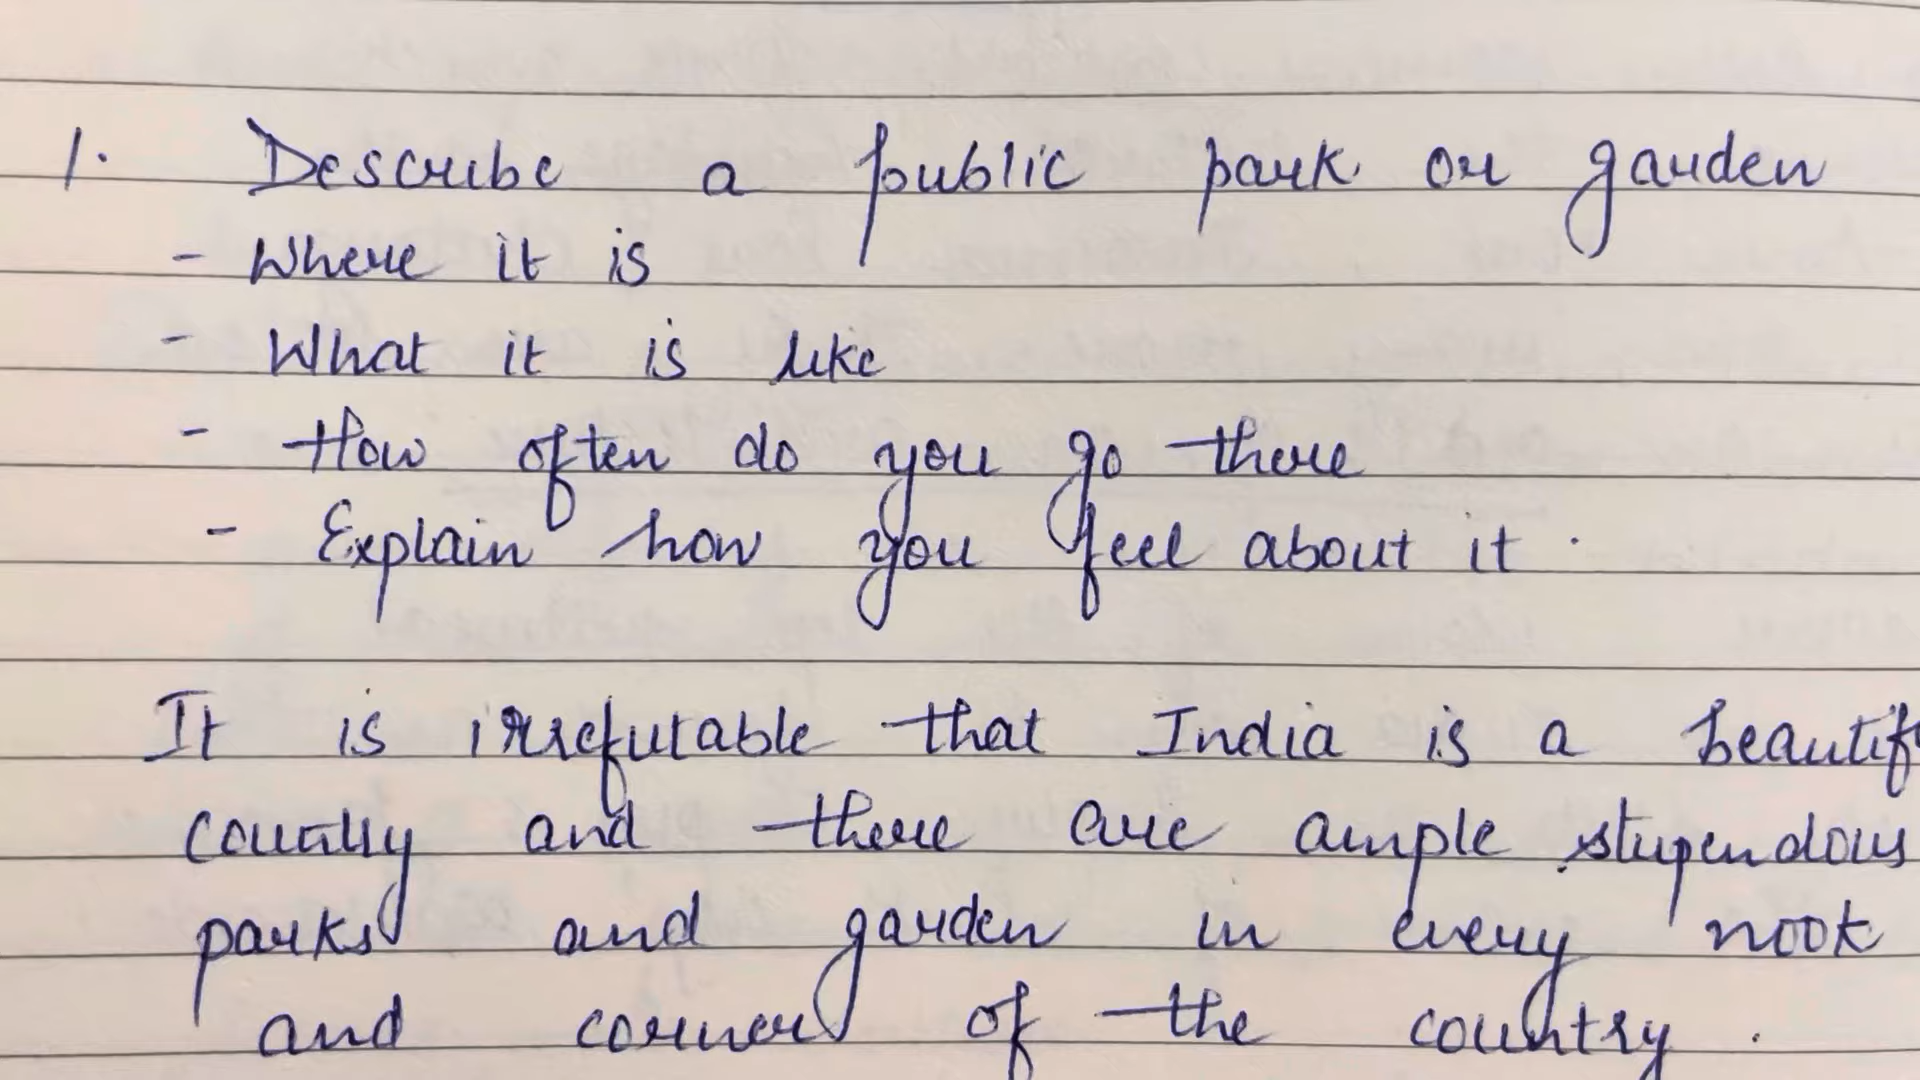 1. Describe a public park or garden
- Where it is
- What it is like
- How often do you go there
- Explain how you feel about it.
It is irrefutable that India is a beautif
country and there are ample stupendous
parks and garden in every nook
and corner of the country.